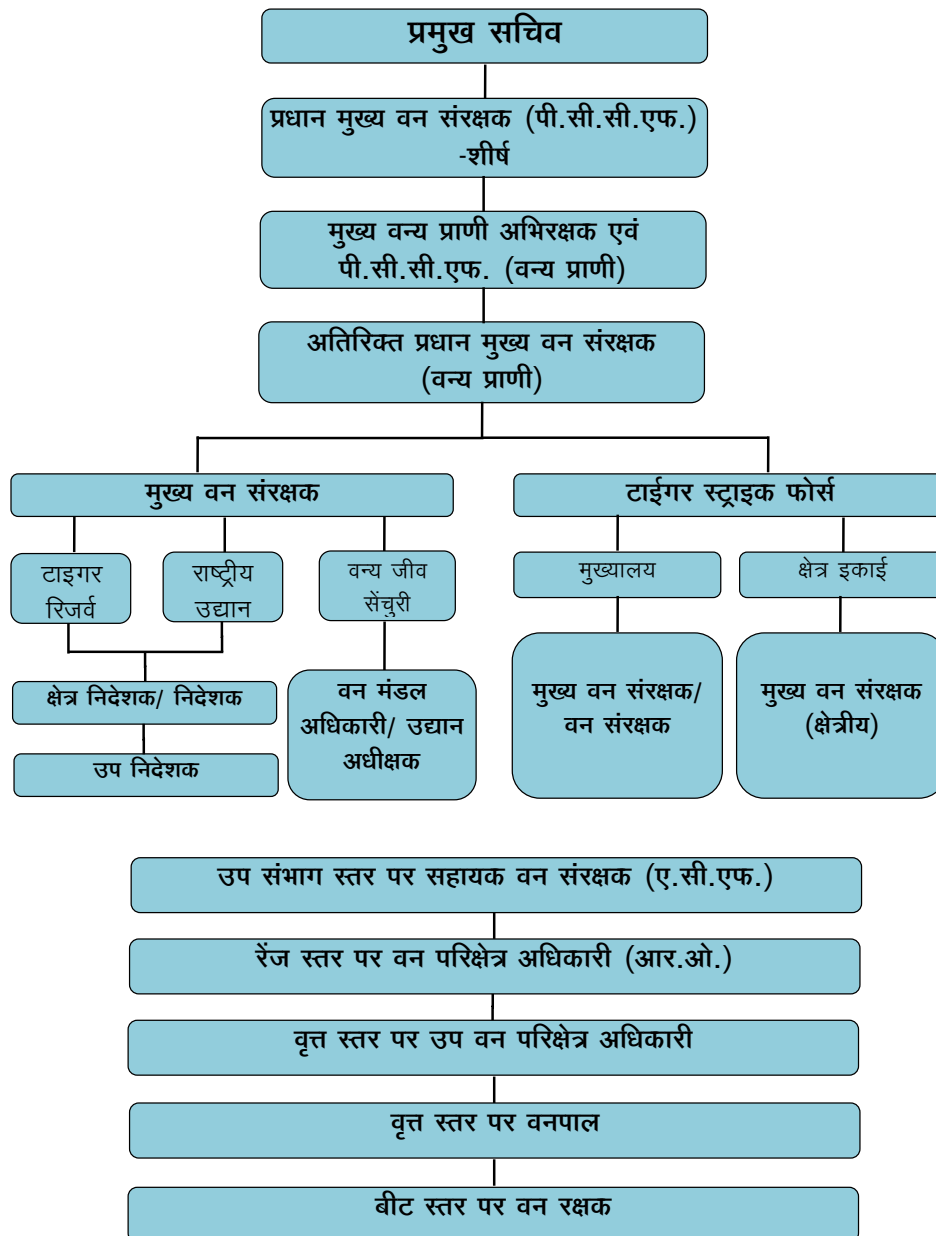 प्रमुख सचिव
प्रधान मुख्य वन संरक्षक (पी.सी.सी.एफ.)
-शीर्ष
मुख्य वन्य प्राणी अभिरक्षक एवं
पी.सी.सी.एफ. (वन्य प्राणी)
अतिरिक्त प्रधान मुख्य वन संरक्षक
(वन्य प्राणी)
मुख्य वन संरक्षक
टाईगर स्ट्राइक फोर्स
टाइगर
रिजर्व
राष्ट्रीय
उद्यान
वन्य जीव
सेंचुरी
मुख्यालय
क्षेत्र इकाई
क्षेत्र निदेशक/ निदेशक
उप निदेशक
वन मंडल
अधिकारी/ उद्यान
अधीक्षक
मुख्य वन संरक्षक/
वन संरक्षक
मुख्य वन संरक्षक
(क्षेत्रीय)
उप संभाग स्तर पर सहायक वन संरक्षक (ए.सी.एफ.)
रेंज स्तर पर वन परिक्षेत्र अधिकारी (आर.ओ.)
वृत्त स्तर पर उप वन परिक्षेत्र अधिकारी
वृत्त स्तर पर वनपाल
बीट स्तर पर वन रक्षक